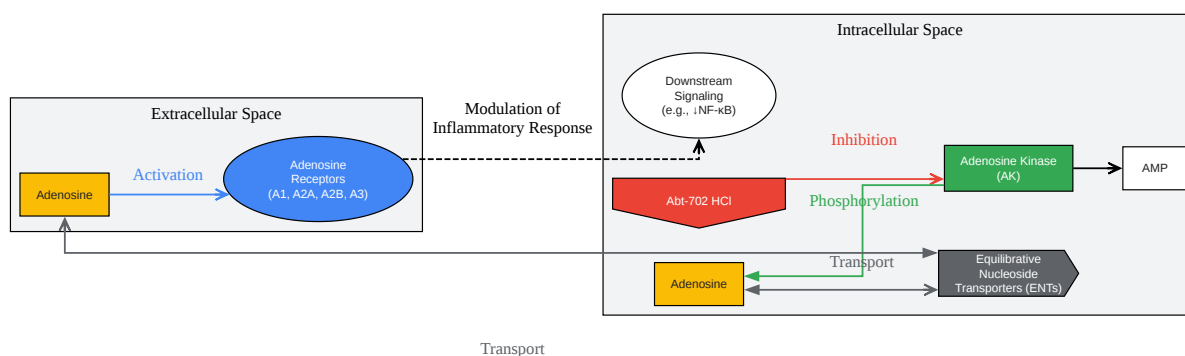 Intracellular Space
Downstream
Signaling
(e.g., ↓NF-κB)
Extracellular Space
Modulation of
Inflammatory Response
Inhibition
Adenosine
Activation
Adenosine
Receptors
(A1, A2A, A2B, A3)
Abt-702 HCl
Phosphorylation
Adenosine Kinase
(AK)
AMP
Adenosine
Transport
Equilibrative
Nucleoside
Transporters (ENTs)
Transport